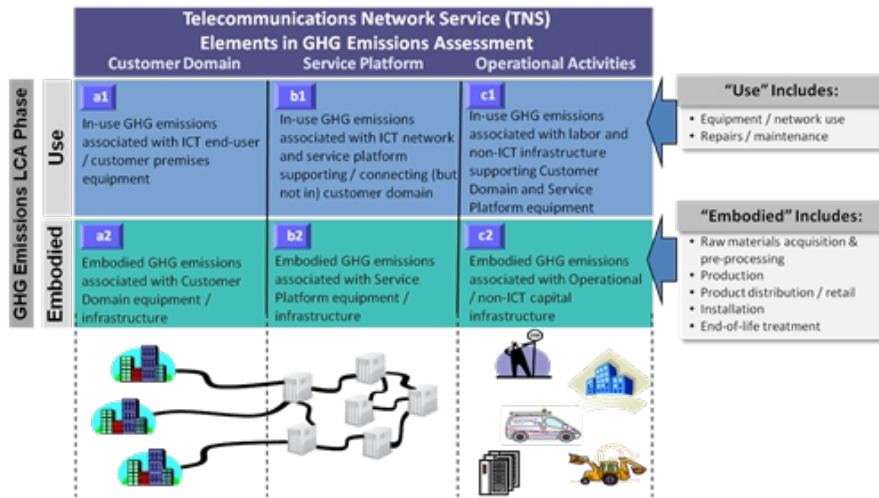 Telecommunications Network Service (TNS)
Elements in GHG Emissions Assessment
Customer Domain
Service Platform
Operational Activities
GHG Emissions LCA Phase
Use
a1
In-use GHG emissions
associated with ICT end-user
/ customer premises
equipment
b1
In-use GHG emissions
associated with ICT network
and service platform
supporting / connecting (but
not in) customer domain
c1
In-use GHG emissions
associated with labor and
non-ICT infrastructure
supporting Customer
Domain and Service
Platform equipment
"Use" Includes:
• Equipment / network use
• Repairs / maintenance
Embodied
a2
Embodied GHG emissions
associated with Customer
Domain equipment /
infrastructure
b2
Embodied GHG emissions
associated with Service
Platform equipment /
infrastructure
c2
Embodied GHG emissions
associated with Operational
/ non-ICT capital
infrastructure
"Embodied" Includes:
• Raw materials acquisition &
pre-processing
• Production
• Product distribution / retail
• Installation
• End-of-life treatment